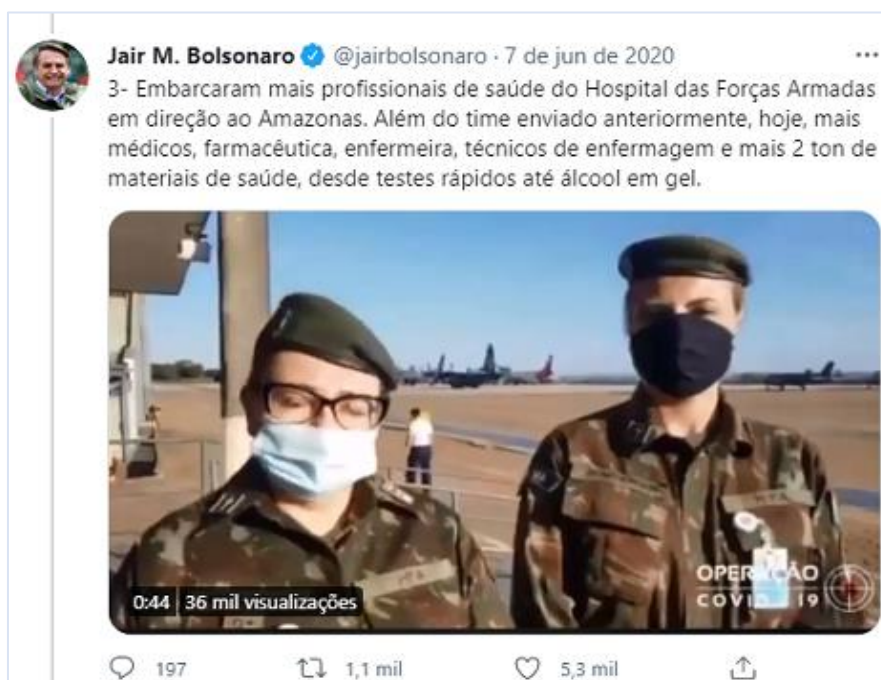 Jair M. Bolsonaro @jairbolsonaro · 7 de jun de 2020
3- Embarcaram mais profissionais de saúde do Hospital das Forças Armadas
em direção ao Amazonas. Além do time enviado anteriormente, hoje, mais
médicos, farmacêutica, enfermeira, técnicos de enfermagem e mais 2 ton de
materiais de saúde, desde testes rápidos até álcool em gel.
OPERAÇÃO
COVID 19
0:44 36 mil visualizações
197 1,1 mil 5,3 mil